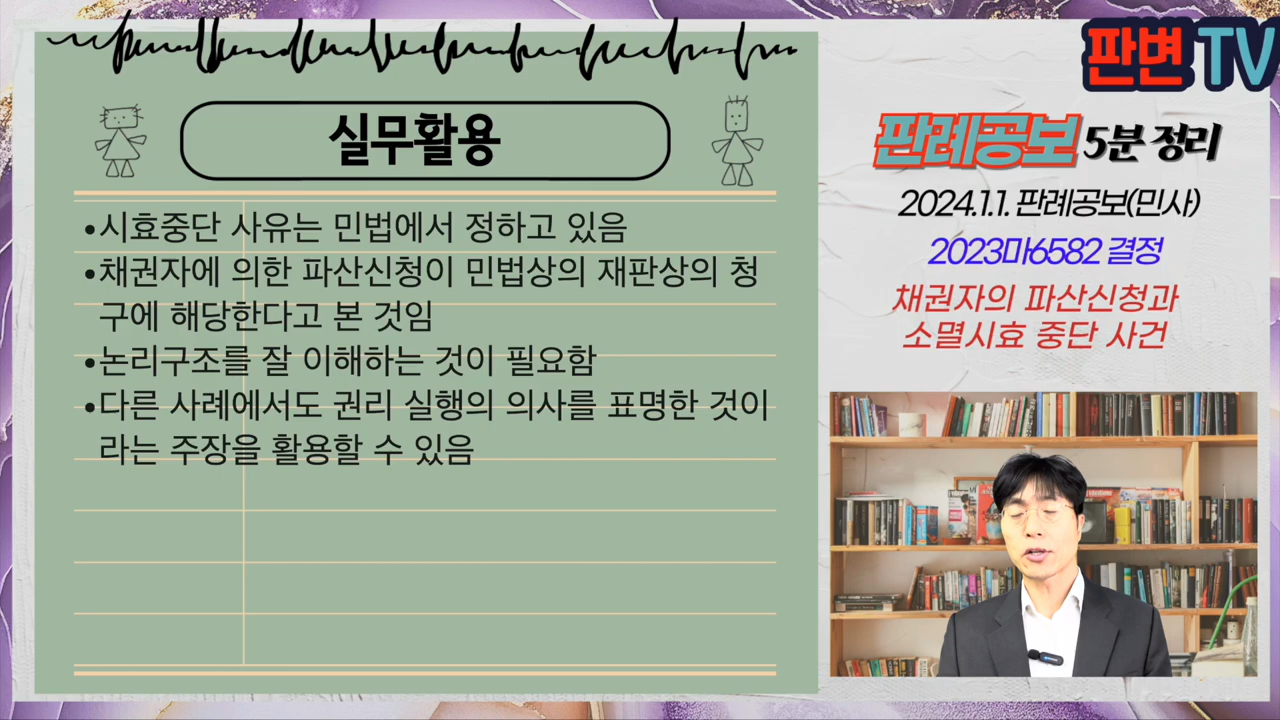 실무활용
•시효중단 사유는 민법에서 정하고 있음
•채권자에 의한 파산신청이 민법상의 재판상의 청
구에 해당한다고 본 것임
•논리구조를 잘 이해하는 것이 필요함
•다른 사례에서도 권리 실행의 의사를 표명한 것이
라는 주장을 활용할 수 있음
판변 TV
판례공보 5분 정리
2024.1.1. 판례공보(민사)
2023마6582 결정
채권자의 파산신청과
소멸시효 중단 사건